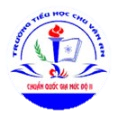 TRƯỜNG TIỂU HỌC CHU VĂN AN
CHUẨN QUỐC GIA MỨC ĐỘ II